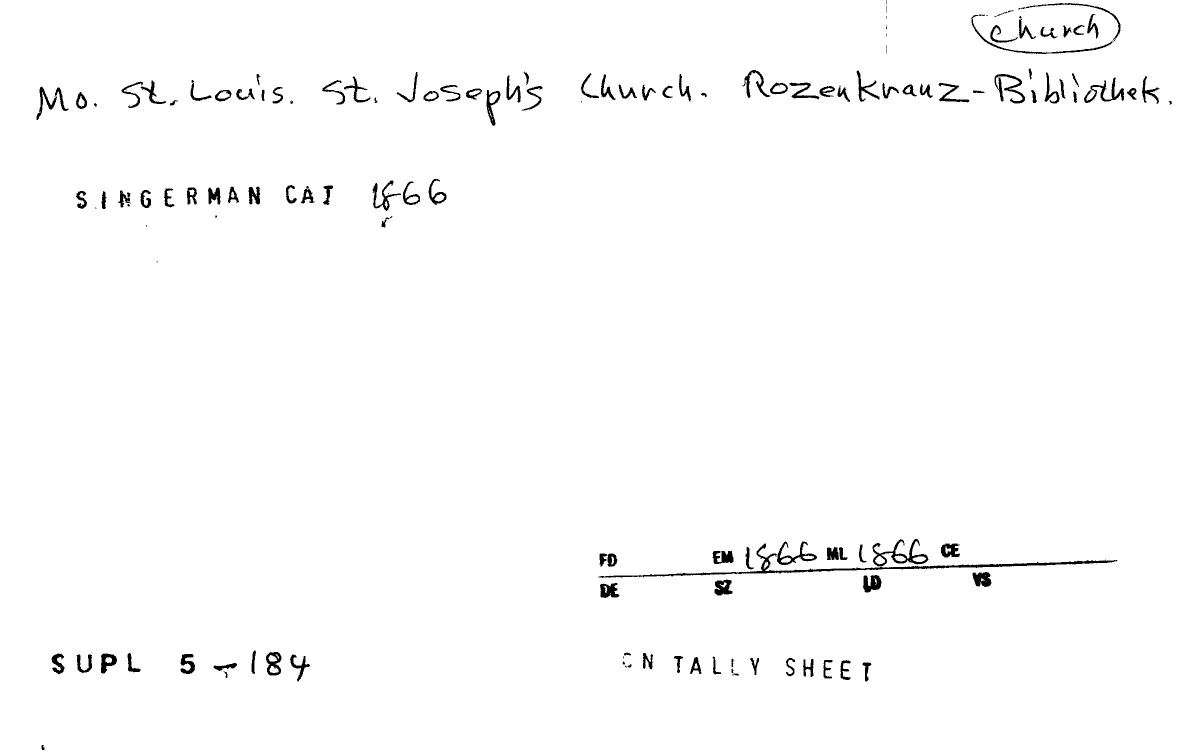 Church
Mo. St. Louis. St. Joseph's Church. Rozenkranz-Bibliothek.
SINGERMAN CAT 1866
FD EM 1866 ML 1866 CE
DE SZ LD VS
SUPL 5-184
ON TALLY SHEET